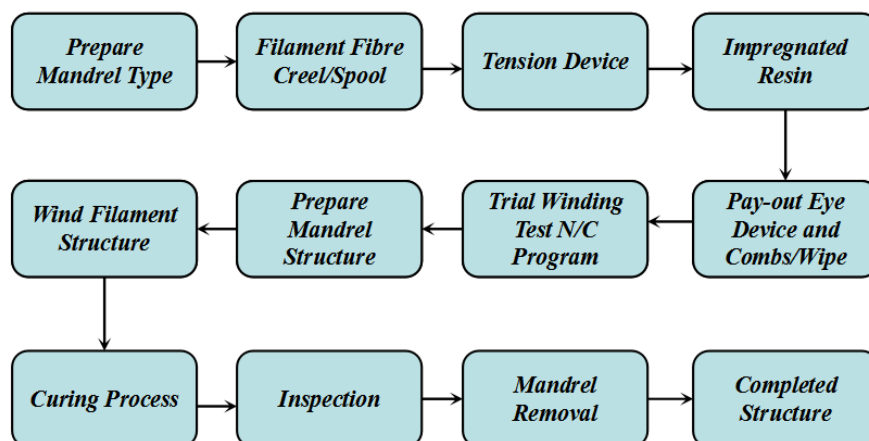 Prepare
Mandrel Type
Filament Fibre
Creel/Spool
Tension Device
Impregnated
Resin
Wind Filament
Structure
Prepare
Mandrel
Structure
Trial Winding
Test N/C
Program
Pay-out Eye
Device and
Combs/Wipe
Curing Process
Inspection
Mandrel
Removal
Completed
Structure